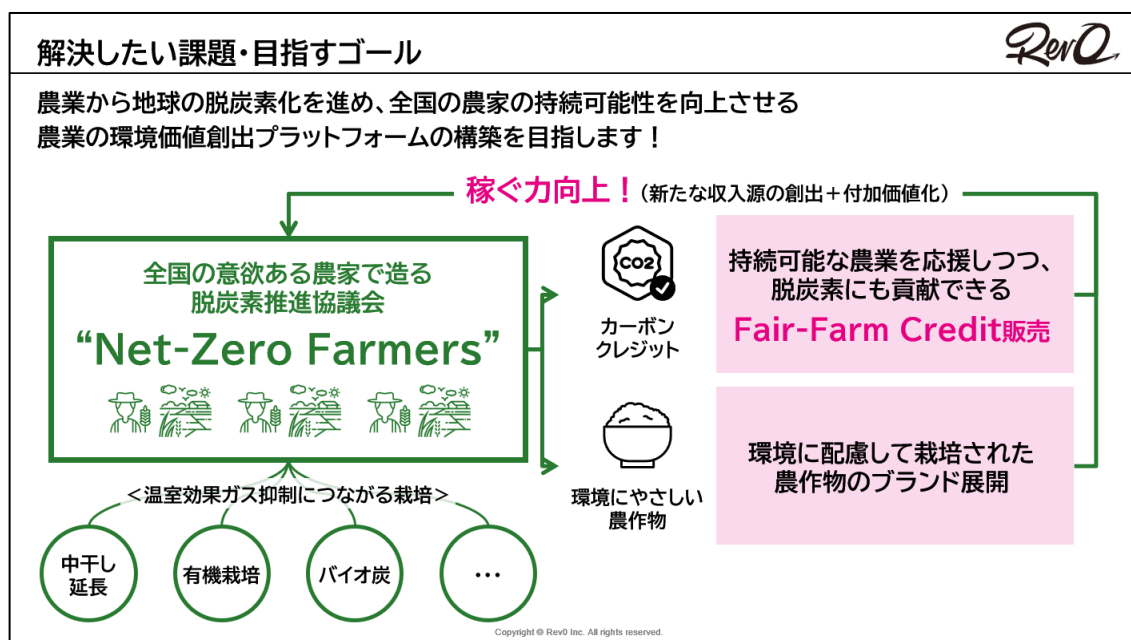 解決したい課題・目指すゴール
Rev0
農業から地球の脱炭素化を進め、全国の農家の持続可能性を向上させる
農業の環境価値創出プラットフォームの構築を目指します！
稼ぐ力向上！（新たな収入源の創出＋付加価値化）
全国の意欲ある農家で造る
脱炭素推進協議会
“Net-Zero Farmers”
CO2
カーボン
クレジット
持続可能な農業を応援しつつ、
脱炭素にも貢献できる
Fair-Farm Credit販売
環境にやさしい
農作物
環境に配慮して栽培された
農作物のブランド展開
＜温室効果ガス抑制につながる栽培＞
中干し
延長
有機栽培
バイオ炭
…
Copyright © Rev0 Inc. All rights reserved.